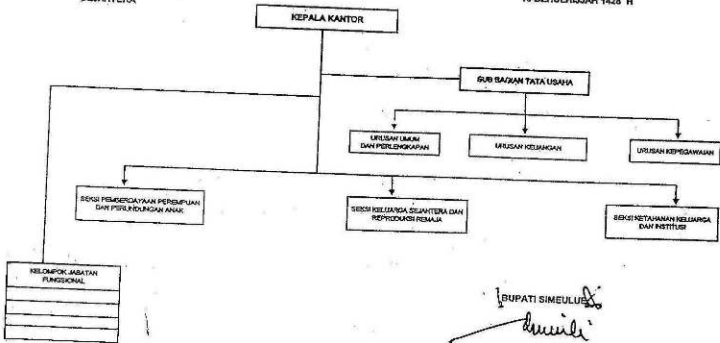 KEPALA KANTOR
SUB BAGIAN TATA USAHA
URUSAN UMUM
DAN PERLENGKAPAN
URUSAN KEUANGAN
URUSAN KEPEGAWAIAN
SEKSI PEMBERDAYAAN PEREMPUAN
DAN PERLINDUNGAN ANAK
SEKSI KELUARGA SEJAHTERA DAN
REPRODUKSI REMAJA
SEKSI KETAHANAN KELUARGA
DAN INSTITUSI
KELOMPOK JABATAN
FUNGSIONAL
BUPATI SIMEULUE